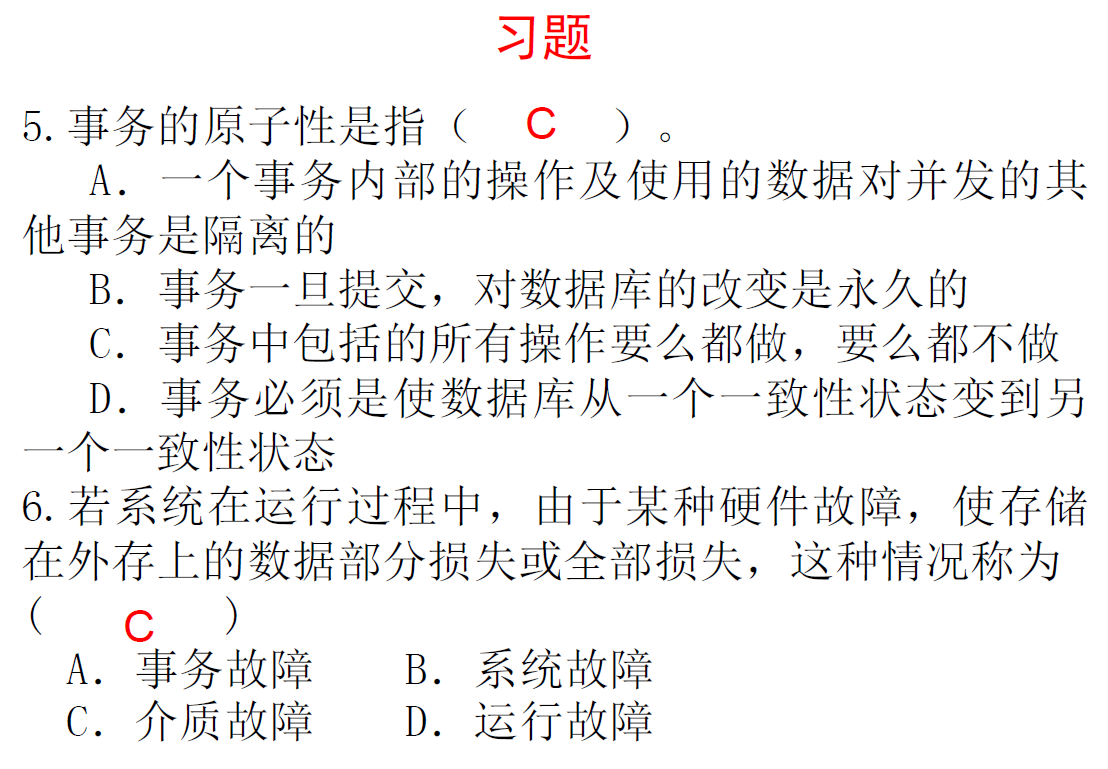 习题
5.事务的原子性是指（ C ）。
A．一个事务内部的操作及使用的数据对并发的其
他事务是隔离的
B．事务一旦提交，对数据库的改变是永久的
C．事务中包括的所有操作要么都做，要么都不做
D．事务必须是使数据库从一个一致性状态变到另
一个一致性状态
6.若系统在运行过程中，由于某种硬件故障，使存储
在外存上的数据部分损失或全部损失，这种情况称为
（ C ）
A．事务故障 B．系统故障
C．介质故障 D．运行故障